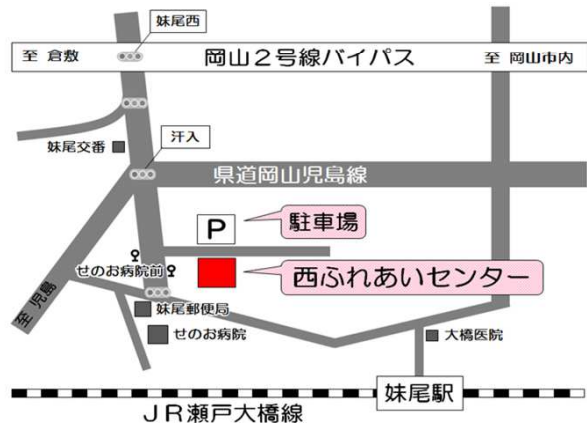 妹尾西
至 倉敷
岡山2号線バイパス
至 岡山市内
妹尾交番
汗入
県道岡山児島線
P
駐車場
せのお病院前
西ふれあいセンター
至 児島
妹尾郵便局
せのお病院
大橋医院
妹尾駅
JR瀬戸大橋線